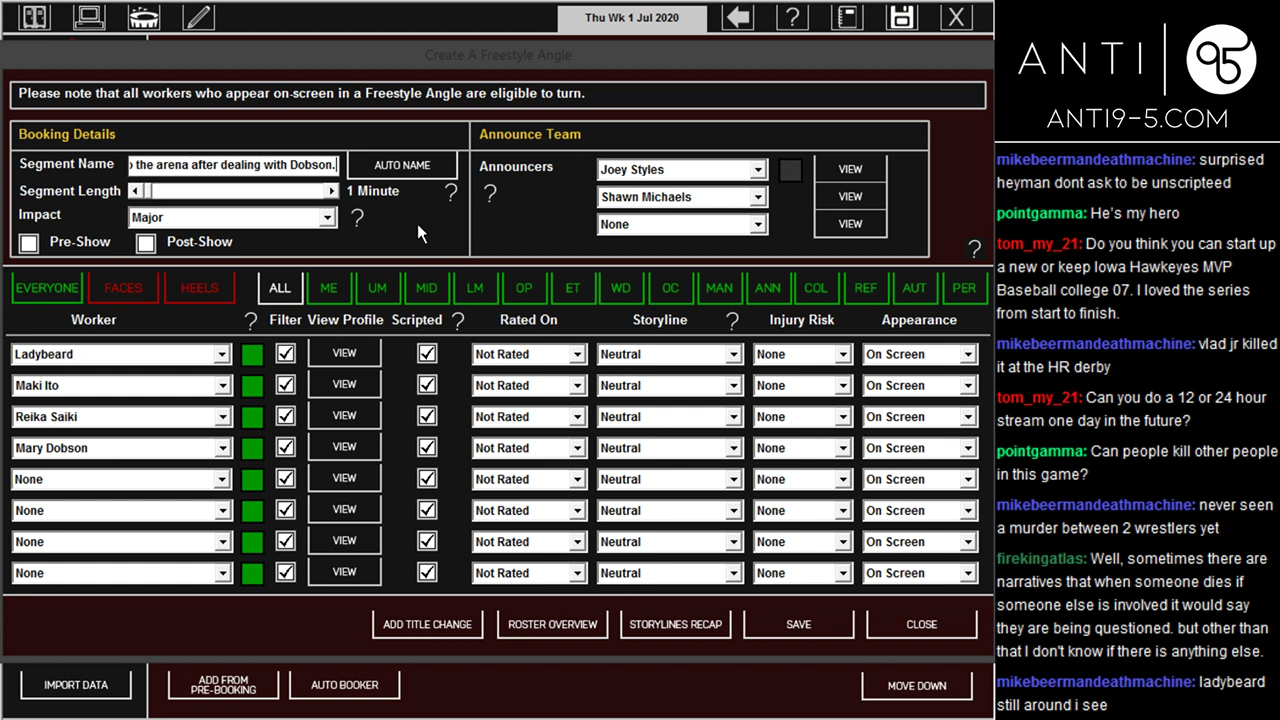 Thu Wk 1 Jul 2020
?
X
Create A Freestyle Angle
Please note that all workers who appear on-screen in a Freestyle Angle are eligible to turn.
Booking Details
Segment Name
the arena after dealing with Dobson.
AUTO NAME
Segment Length
1 Minute
?
Impact
Major
?
Pre-Show
Post-Show
Announce Team
Announcers
?
Joey Styles
VIEW
Shawn Michaels
VIEW
None
VIEW
?
EVERYONE FACES HEELS ALL ME UM MID LM OP ET WD OC MAN ANN COL REF AUT PER
Worker ? Filter View Profile Scripted ? Rated On Storyline ? Injury Risk Appearance
Ladybeard VIEW Not Rated Neutral None On Screen
Maki Ito VIEW Not Rated Neutral None On Screen
Reika Saiki VIEW Not Rated Neutral None On Screen
Mary Dobson VIEW Not Rated Neutral None On Screen
None VIEW Not Rated Neutral None On Screen
None VIEW Not Rated Neutral None On Screen
None VIEW Not Rated Neutral None On Screen
None VIEW Not Rated Neutral None On Screen
ADD TITLE CHANGE ROSTER OVERVIEW STORYLINES RECAP SAVE CLOSE
IMPORT DATA
ADD FROM
PRE-BOOKING
AUTO BOOKER
MOVE DOWN
ANTI 95
ANTI9-5.COM
mikebeermandeathmachine: surprised
heyman dont ask to be unscripteed
pointgamma: He's my hero
tom_my_21: Do you think you can start up
a new or keep Iowa Hawkeyes MVP
Baseball college 07. I loved the series
from start to finish.
mikebeermandeathmachine: vlad jr killed
it at the HR derby
tom_my_21: Can you do a 12 or 24 hour
stream one day in the future?
pointgamma: Can people kill other people
in this game?
mikebeermandeathmachine: never seen
a murder between 2 wrestlers yet
firekingatlas: Well, sometimes there are
narratives that when someone dies if
someone else is involved it would say
they are being questioned. but other than
that I don't know if there is anything else.
mikebeermandeathmachine: ladybeard
still around i see